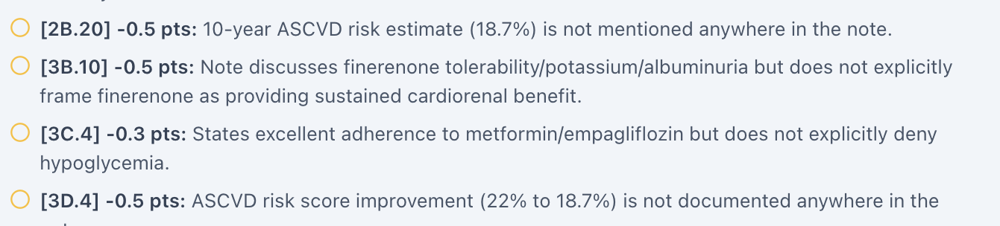 [2B.20] -0.5 pts: 10-year ASCVD risk estimate (18.7%) is not mentioned anywhere in the note.
[3B.10] -0.5 pts: Note discusses finerenone tolerability/potassium/albuminuria but does not explicitly
frame finerenone as providing sustained cardiorenal benefit.
[3C.4] -0.3 pts: States excellent adherence to metformin/empagliflozin but does not explicitly deny
hypoglycemia.
[3D.4] -0.5 pts: ASCVD risk score improvement (22% to 18.7%) is not documented anywhere in the